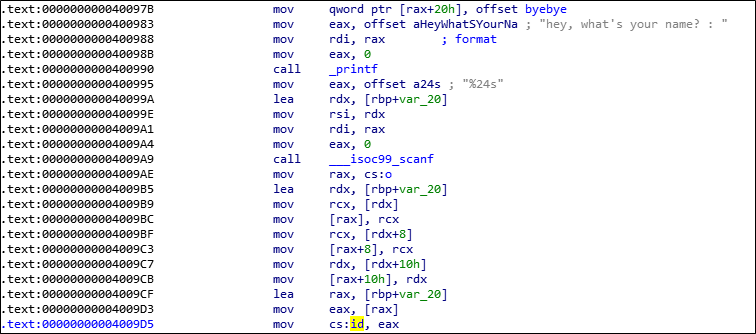 .text:000000000040097B mov qword ptr [rax+20h], offset byebye
.text:0000000000400983 mov eax, offset aHeyWhatSYourNa ; "hey, what's your name? : "
.text:0000000000400988 mov rdi, rax ; format
.text:000000000040098B mov eax, 0
.text:0000000000400990 call _printf
.text:0000000000400995 mov eax, offset a24s ; "%24s"
.text:000000000040099A lea rdx, [rbp+var_20]
.text:000000000040099E mov rsi, rdx
.text:00000000004009A1 mov rdi, rax
.text:00000000004009A4 mov eax, 0
.text:00000000004009A9 call ___isoc99_scanf
.text:00000000004009AE mov rax, cs:o
.text:00000000004009B5 lea rdx, [rbp+var_20]
.text:00000000004009B9 mov rcx, [rdx]
.text:00000000004009BC mov [rax], rcx
.text:00000000004009BF mov rcx, [rdx+8]
.text:00000000004009C3 mov [rax+8], rcx
.text:00000000004009C7 mov rdx, [rdx+10h]
.text:00000000004009CB mov [rax+10h], rdx
.text:00000000004009CF lea rax, [rbp+var_20]
.text:00000000004009D3 mov eax, [rax]
.text:00000000004009D5 mov cs:id, eax